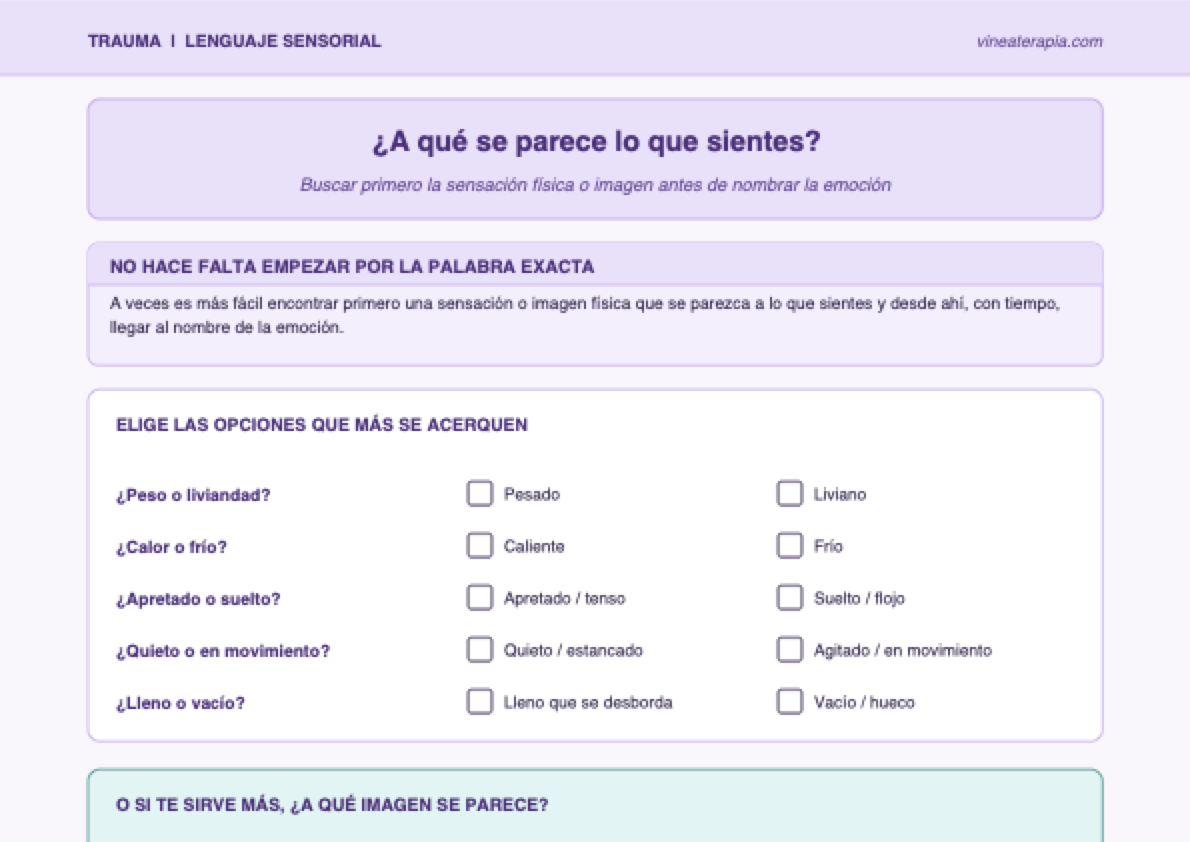 TRAUMA | LENGUAJE SENSORIAL
vineaterapia.com
¿A qué se parece lo que sientes?
Buscar primero la sensación física o imagen antes de nombrar la emoción
NO HACE FALTA EMPEZAR POR LA PALABRA EXACTA
A veces es más fácil encontrar primero una sensación o imagen física que se parezca a lo que sientes y desde ahí, con tiempo,
llegar al nombre de la emoción.
ELIGE LAS OPCIONES QUE MÁS SE ACERQUEN
¿Peso o liviandad? Pesado Liviano
¿Calor o frío? Caliente Frío
¿Apretado o suelto? Apretado / tenso Suelto / flojo
¿Quieto o en movimiento? Quieto / estancado Agitado / en movimiento
¿Lleno o vacío? Lleno que se desborda Vacío / hueco
O SI TE SIRVE MÁS, ¿A QUÉ IMAGEN SE PARECE?